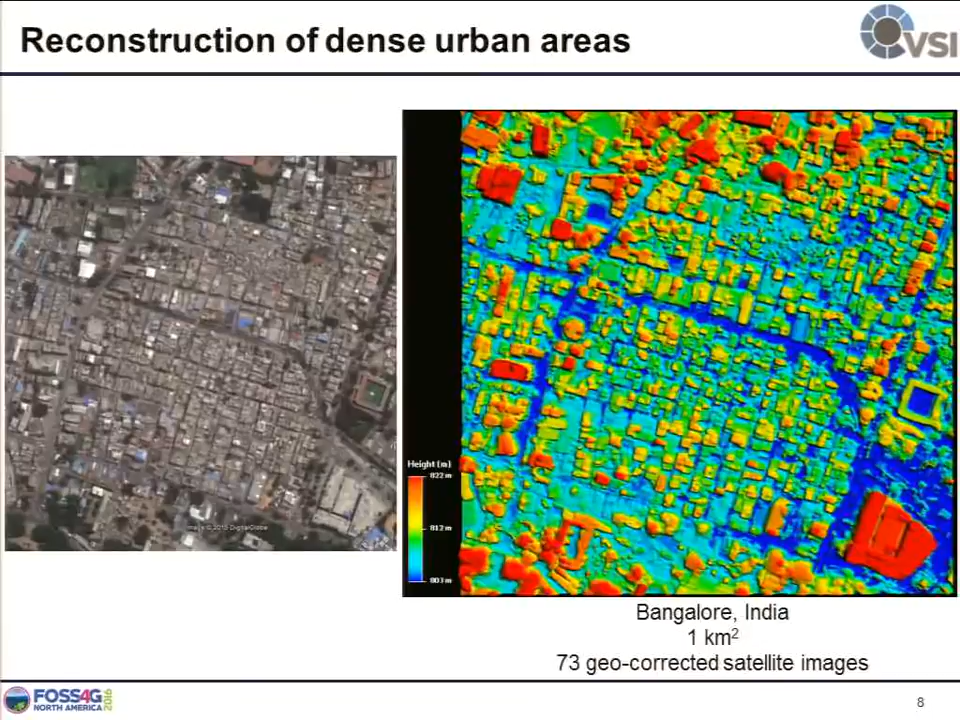 Reconstruction of dense urban areas
VSI
Height (m)
822 m
812 m
803 m
Bangalore, India
1 km²
73 geo-corrected satellite images
FOSS4G
NORTH AMERICA 2016
8